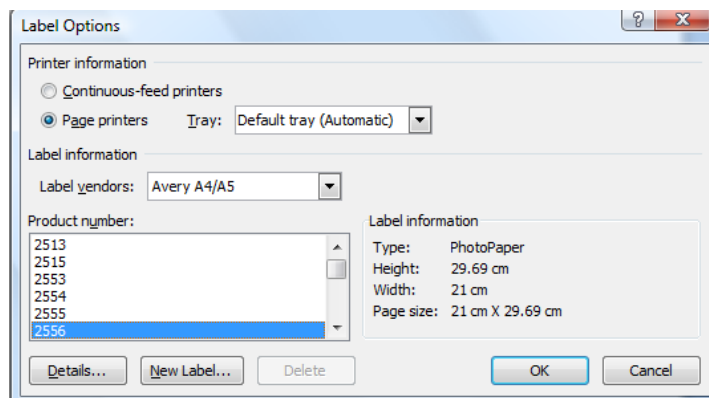 Label Options
Printer information
Continuous-feed printers
Page printers Tray: Default tray (Automatic)
Label information
Label vendors: Avery A4/A5
Product number:
2513
2515
2553
2554
2555
2556
Label information
Type: PhotoPaper
Height: 29.69 cm
Width: 21 cm
Page size: 21 cm X 29.69 cm
Details... New Label... Delete OK Cancel